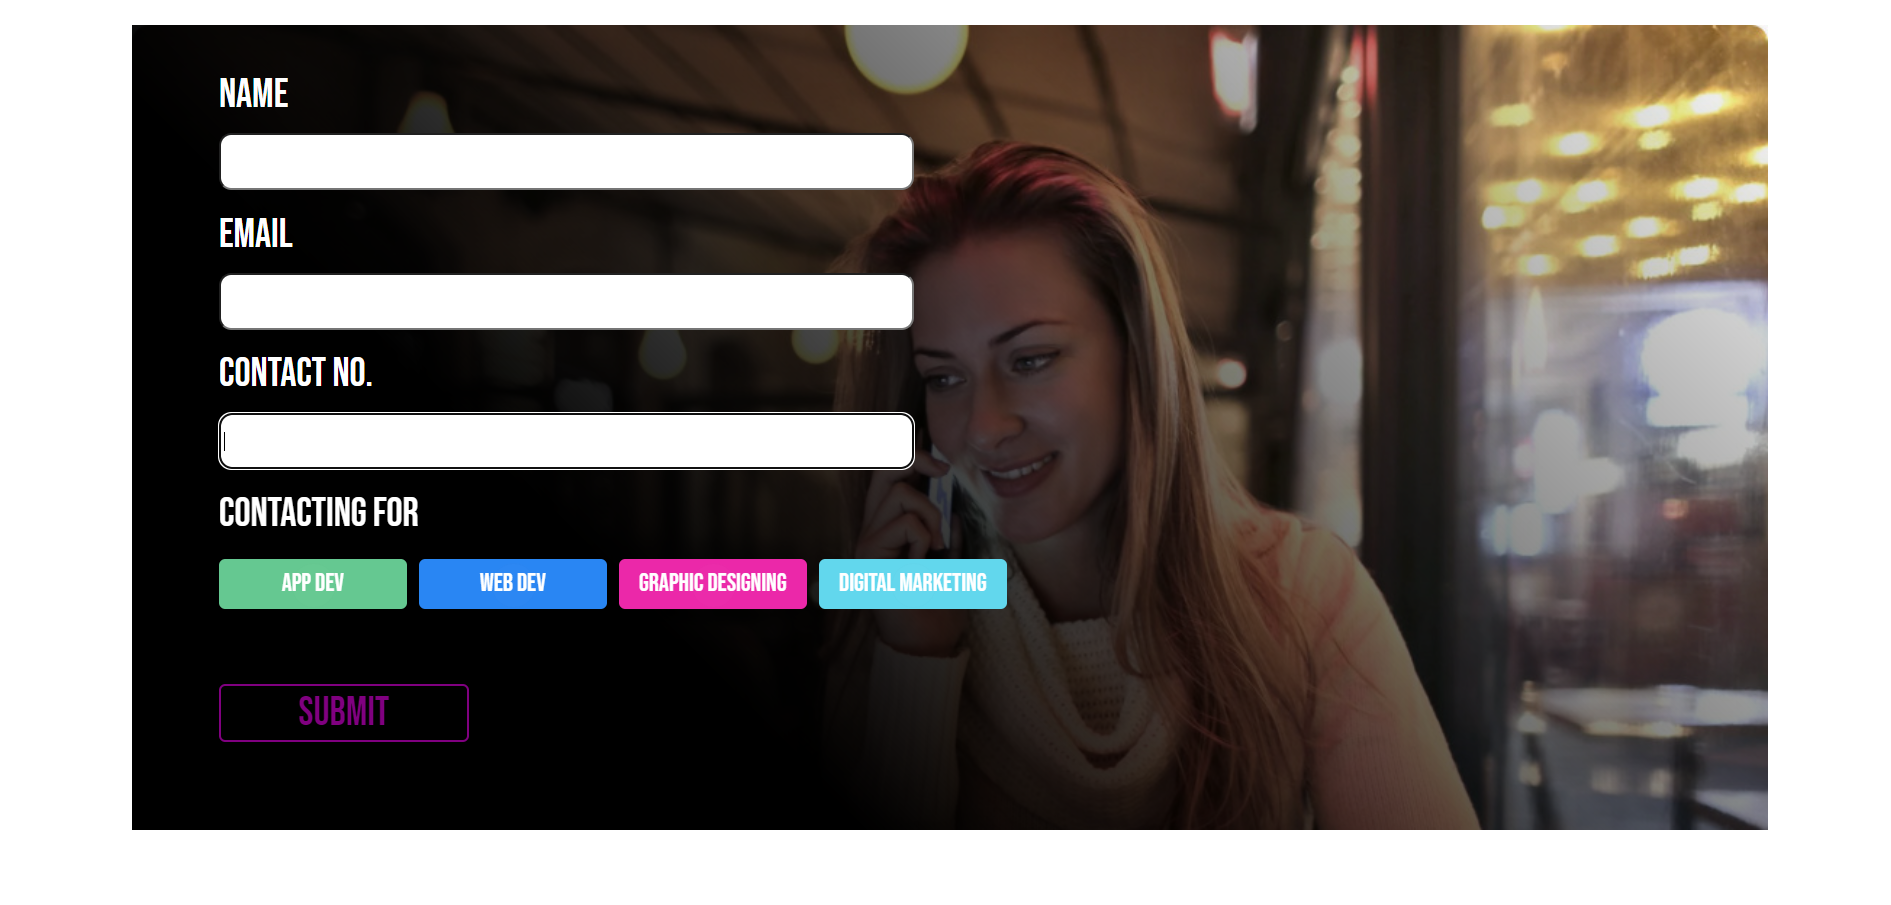 NAME
EMAIL
CONTACT NO.
CONTACTING FOR
APP DEV WEB DEV GRAPHIC DESIGNING DIGITAL MARKETING
SUBMIT